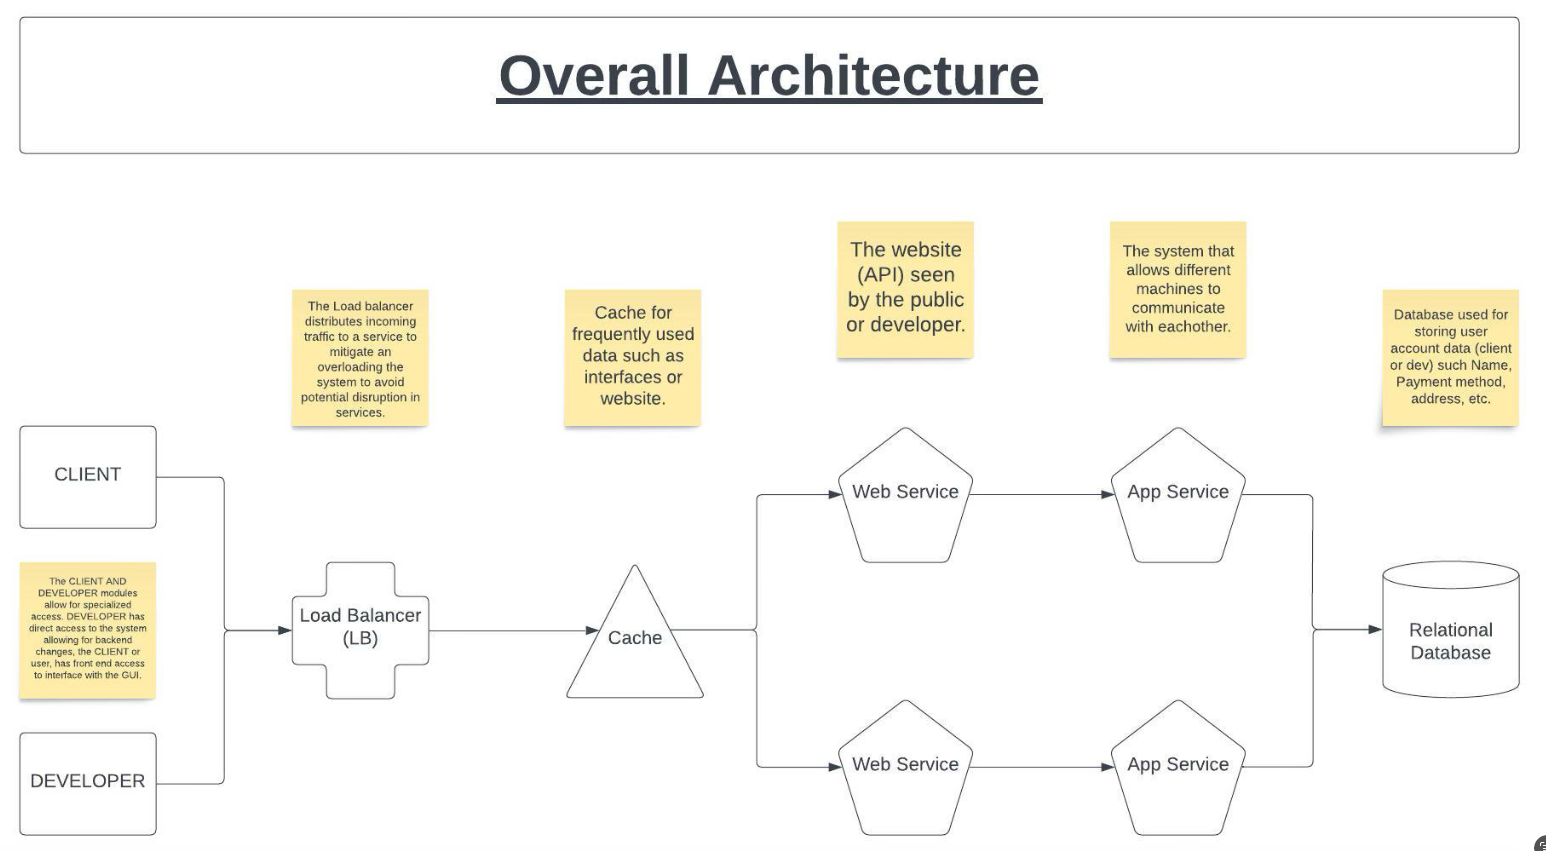 Overall Architecture
The website
(API) seen
by the public
or developer.
The system that
allows different
machines to
communicate
with eachother.
The Load balancer
distributes incoming
traffic to a service to
mitigate an
overloading the
system to avoid
potential disruption in
services.
Cache for
frequently used
data such as
interfaces or
website.
Database used for
storing user
account data (client
or dev) such Name,
Payment method,
address, etc.
CLIENT
The CLIENT AND
DEVELOPER modules
allow for specialized
access. DEVELOPER has
direct access to the system
allowing for backend
changes, the CLIENT or
user, has front end access
to interface with the GUI.
DEVELOPER
Load Balancer
(LB)
Cache
Web Service
App Service
Web Service
App Service
Relational
Database